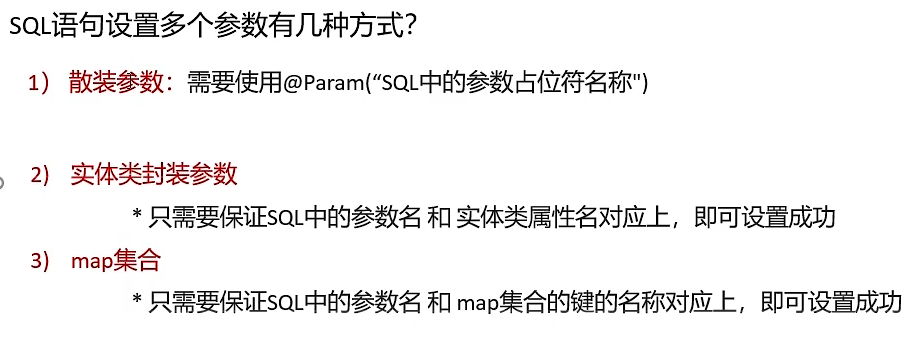 SQL语句设置多个参数有几种方式？
1） 散装参数：需要使用@Param(“SQL中的参数占位符名称")
2) 实体类封装参数
* 只需要保证SQL中的参数名 和 实体类属性名对应上，即可设置成功
3) map集合
* 只需要保证SQL中的参数名 和 map集合的键的名称对应上，即可设置成功